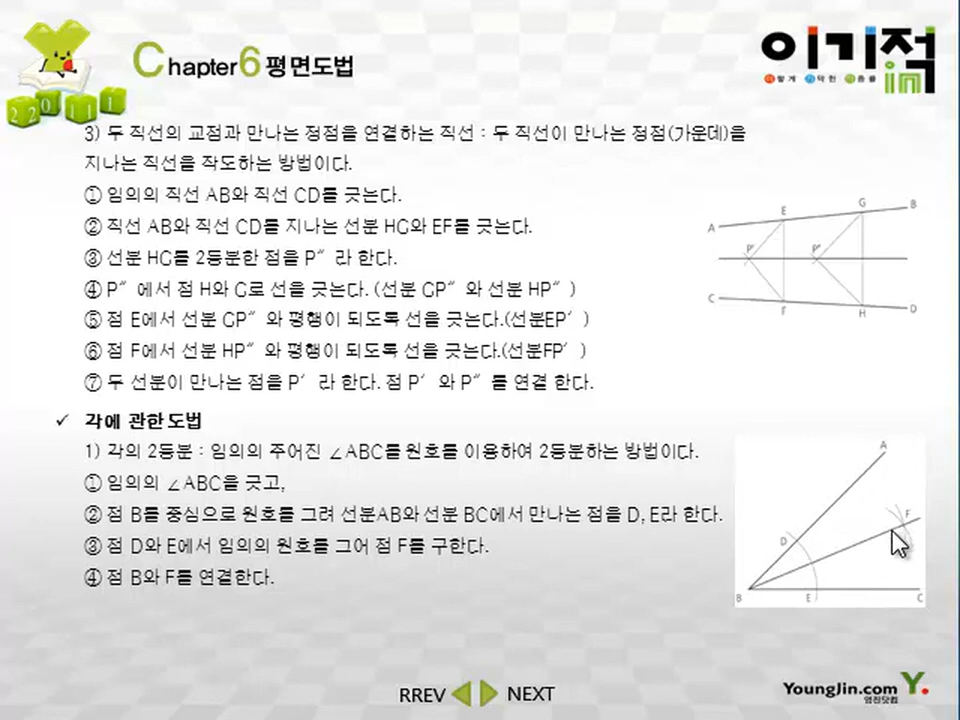 Chapter6 평면도법
이기적in
이렇게 기막힌 적중률
22011
3) 두 직선의 교점과 만나는 정점을 연결하는 직선 : 두 직선이 만나는 정점(가운데)을
지나는 직선을 작도하는 방법이다.
① 임의의 직선 AB와 직선 CD를 긋는다.
② 직선 AB와 직선 CD를 지나는 선분 HG와 EF를 긋는다.
③ 선분 HG를 2등분한 점을 P″라 한다.
④ P″에서 점 H와 G로 선을 긋는다. (선분 GP″와 선분 HP″)
⑤ 점 E에서 선분 GP″와 평행이 되도록 선을 긋는다.(선분EP′)
⑥ 점 F에서 선분 HP″와 평행이 되도록 선을 긋는다.(선분FP′)
⑦ 두 선분이 만나는 점을 P′라 한다. 점 P′와 P″를 연결 한다.
A E G B
P′ P″
C F H D
✓ 각에 관한 도법
1) 각의 2등분 : 임의의 주어진 ∠ABC를 원호를 이용하여 2등분하는 방법이다.
① 임의의 ∠ABC을 긋고,
② 점 B를 중심으로 원호를 그려 선분AB와 선분 BC에서 만나는 점을 D, E라 한다.
③ 점 D와 E에서 임의의 원호를 그어 점 F를 구한다.
④ 점 B와 F를 연결한다.
A
F
D
B E C
RREV NEXT
YoungJin.com Y.
영진닷컴